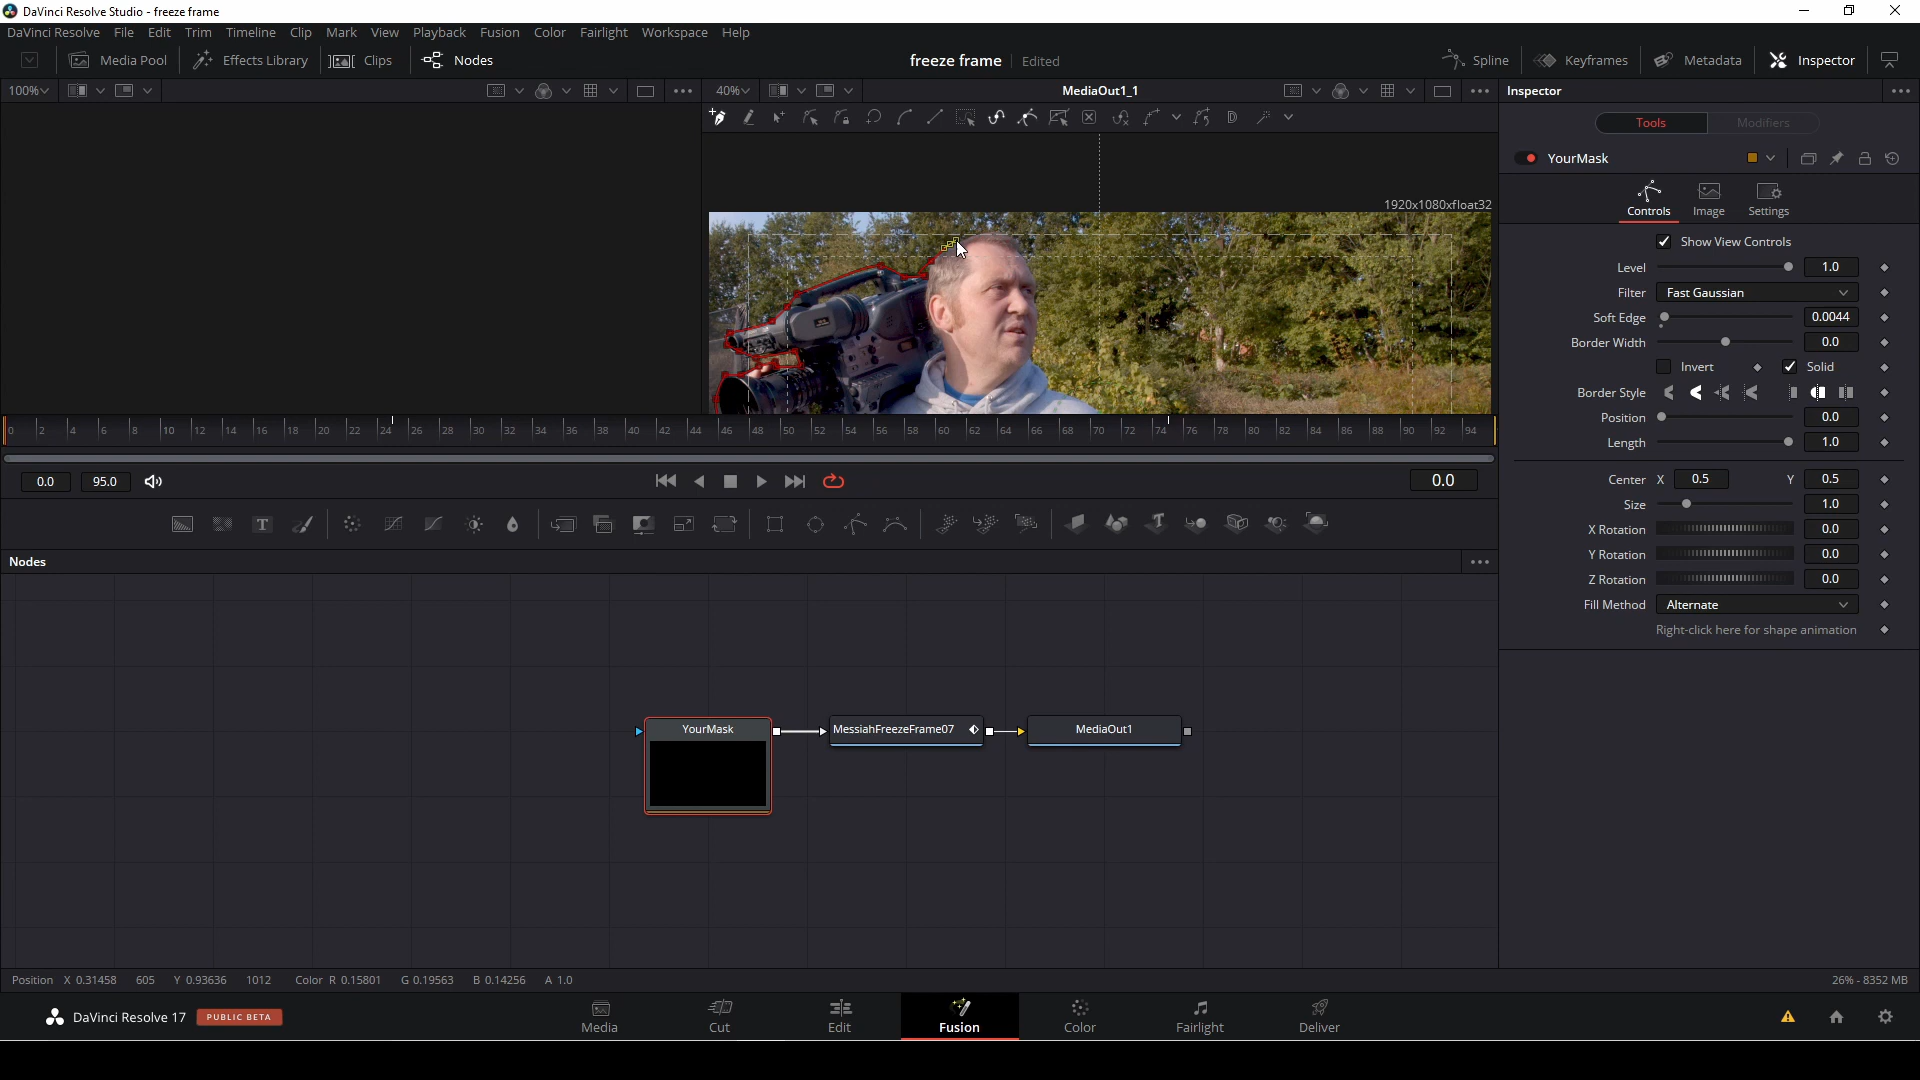 DaVinci Resolve Studio - freeze frame
DaVinci Resolve File Edit Trim Timeline Clip Mark View Playback Fusion Color Fairlight Workspace Help
Media Pool Effects Library Clips Nodes freeze frame Edited Spline Keyframes Metadata Inspector
100% 40% MediaOut1_1 Inspector
Tools Modifiers
YourMask
1920x1080xfloat32
Controls Image Settings
Show View Controls
Level 1.0
Filter Fast Gaussian
Soft Edge 0.0044
Border Width 0.0
Invert Solid
Border Style
Position 0.0
Length 1.0
0 2 4 6 8 10 12 14 16 18 20 22 24 26 28 30 32 34 36 38 40 42 44 46 48 50 52 54 56 58 60 62 64 66 68 70 72 74 76 78 80 82 84 86 88 90 92 94
0.0 95.0 0.0
Center X 0.5 Y 0.5
Size 1.0
X Rotation 0.0
Y Rotation 0.0
Z Rotation 0.0
Fill Method Alternate
Right-click here for shape animation
Nodes
YourMask MessiahFreezeFrame07 MediaOut1
Position X 0.31458 605 Y 0.93636 1012 Color R 0.15801 G 0.19563 B 0.14256 A 1.0 26% - 8352 MB
DaVinci Resolve 17 PUBLIC BETA
Media Cut Edit Fusion Color Fairlight Deliver